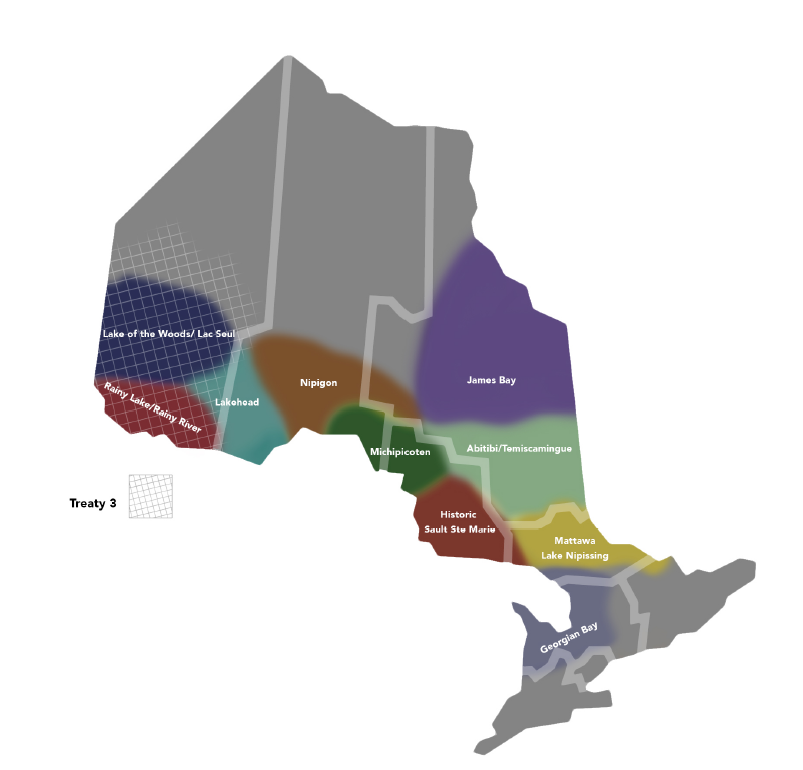 Lake of the Woods/ Lac Seul
Nipigon
James Bay
Rainy Lake/Rainy River
Lakehead
Michipicoten
Abitibi/Temiscamingue
Treaty 3
Historic
Sault Ste Marie
Mattawa
Lake Nipissing
Georgian Bay